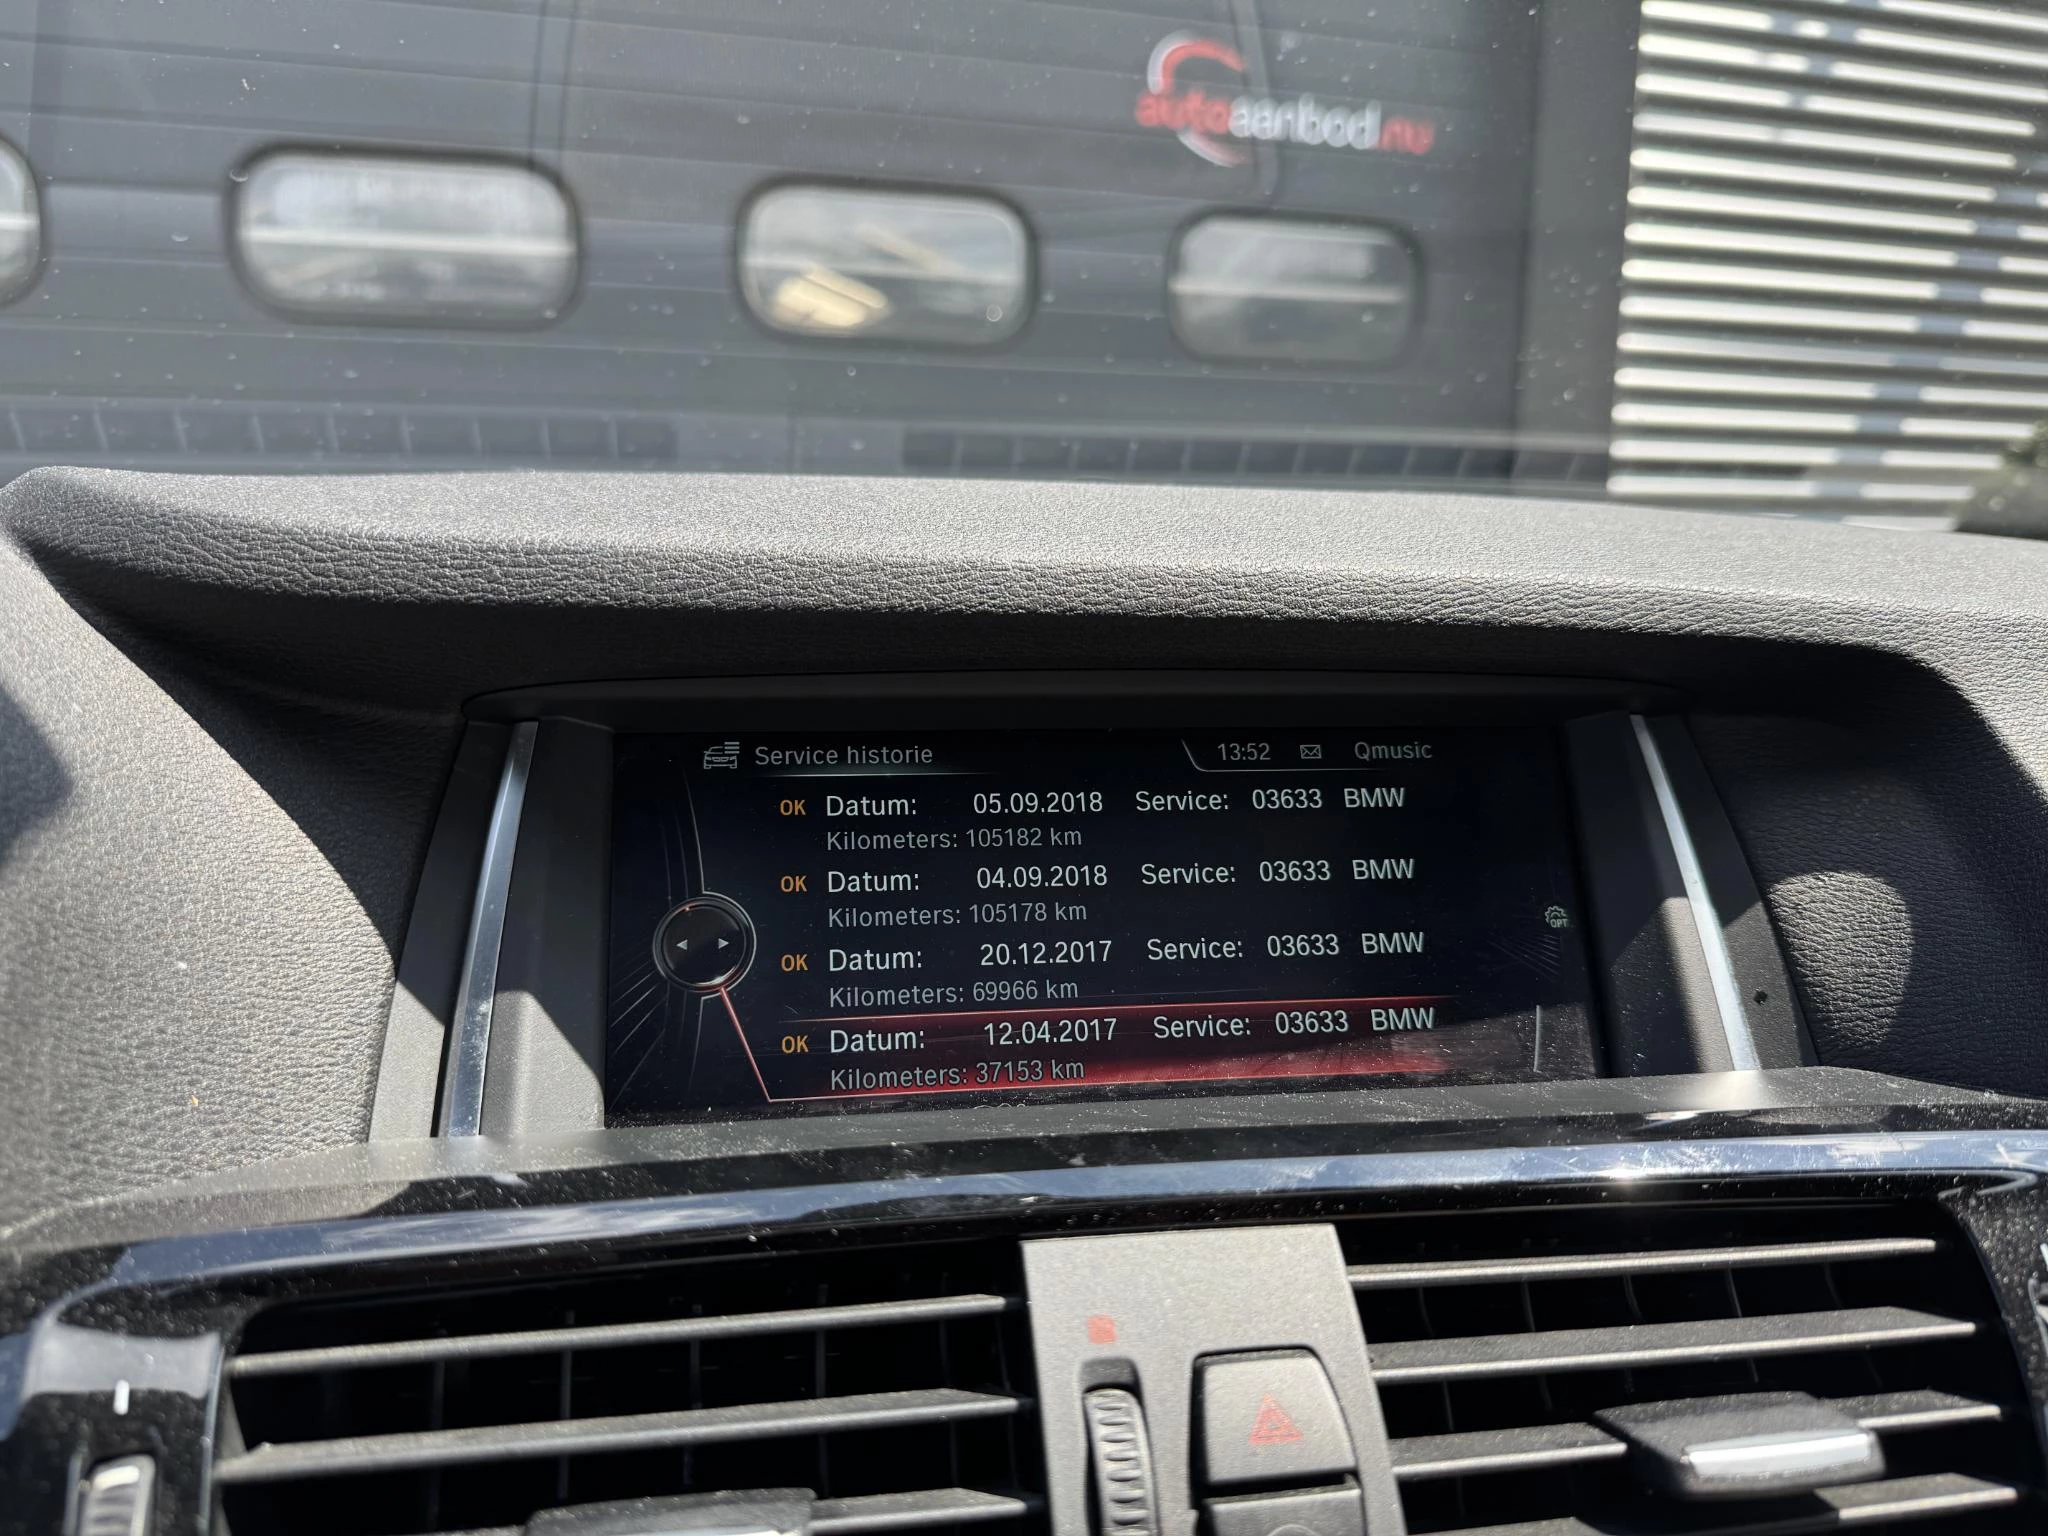 autoaanbod.nu
Service historie 13:52 Qmusic
OK Datum: 05.09.2018 Service: 03633 BMW
Kilometers: 105182 km
OK Datum: 04.09.2018 Service: 03633 BMW
Kilometers: 105178 km
OK Datum: 20.12.2017 Service: 03633 BMW
Kilometers: 69966 km
OPT
OK Datum: 12.04.2017 Service: 03633 BMW
Kilometers: 37153 km